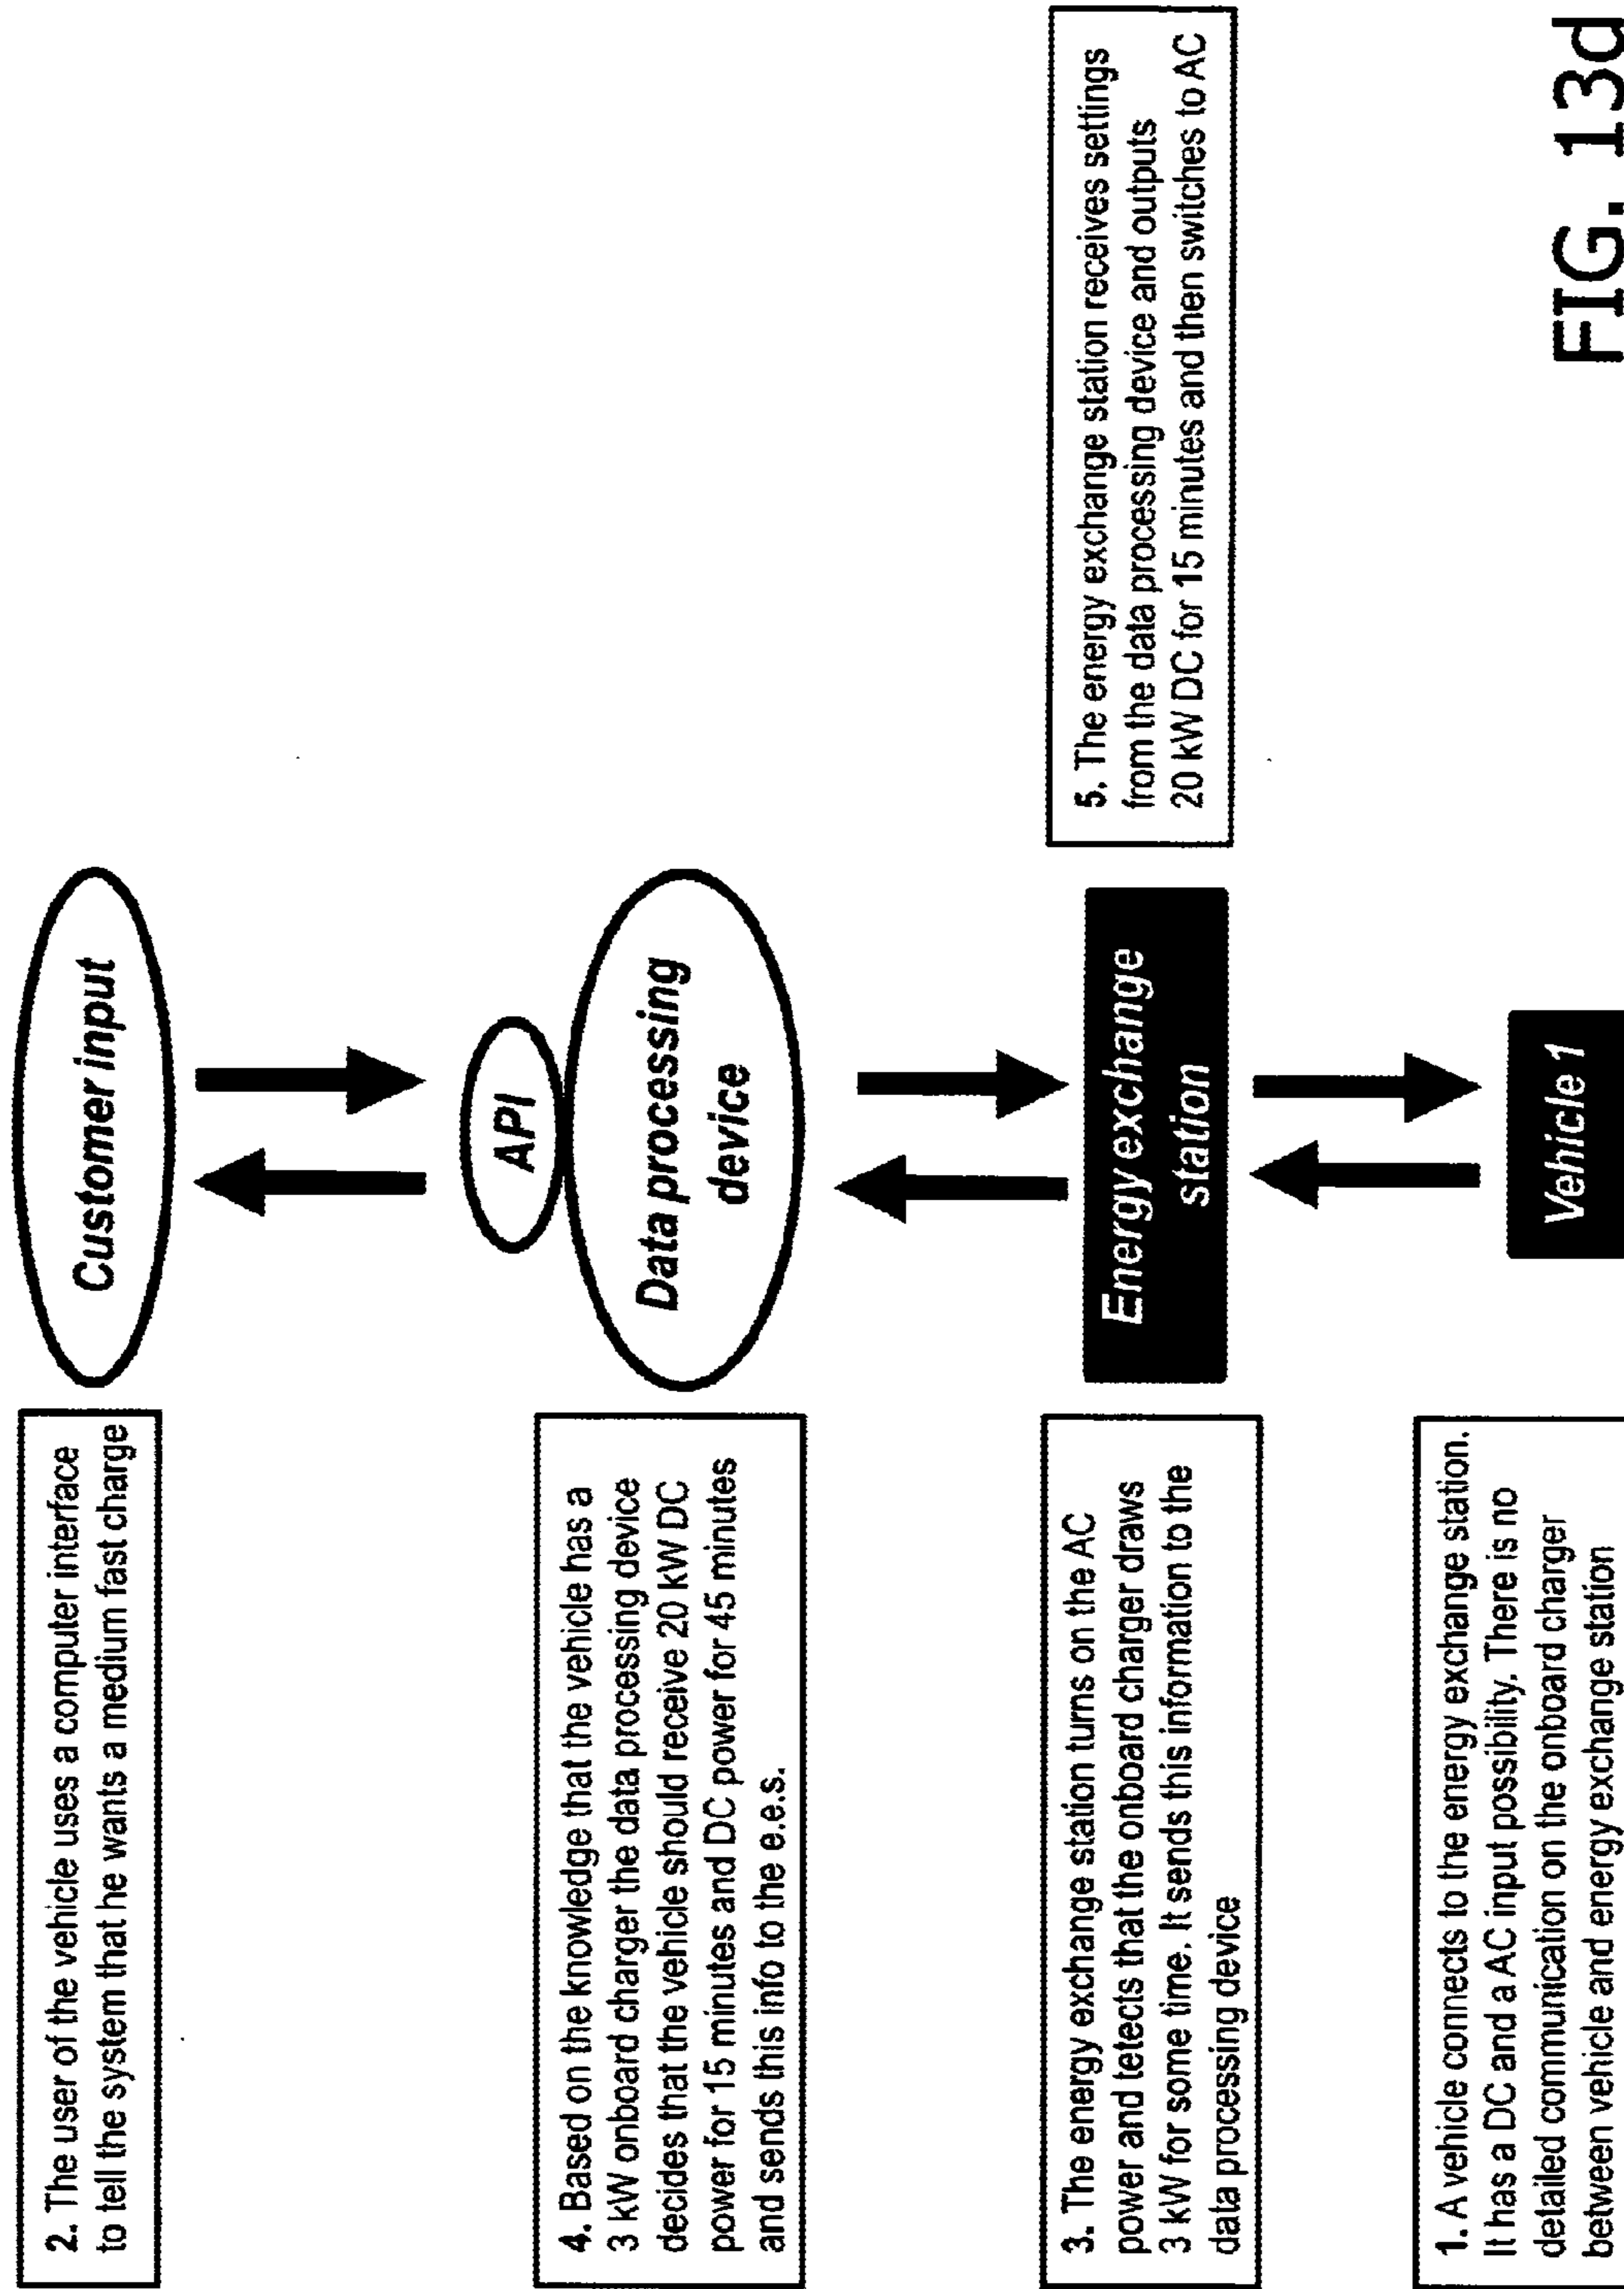 2. The user of the vehicle uses a computer interface
to tell the system that he wants a medium fast charge
Customer input
4. Based on the knowledge that the vehicle has a
3 kW onboard charger the data processing device
decides that the vehicle should receive 20 kW DC
power for 15 minutes and DC power for 45 minutes
and sends this info to the e.e.s.
API
Data processing
device
3. The energy exchange station turns on the AC
power and tetects that the onboard charger draws
3 kW for some time. It sends this information to the
data processing device
Energy exchange
station
5. The energy exchange station receives settings
from the data processing device and outputs
20 kW DC for 15 minutes and then switches to AC
1. A vehicle connects to the energy exchange station.
It has a DC and a AC input possibility. There is no
detailed communication on the onboard charger
between vehicle and energy exchange station
Vehicle 1
FIG. 13d